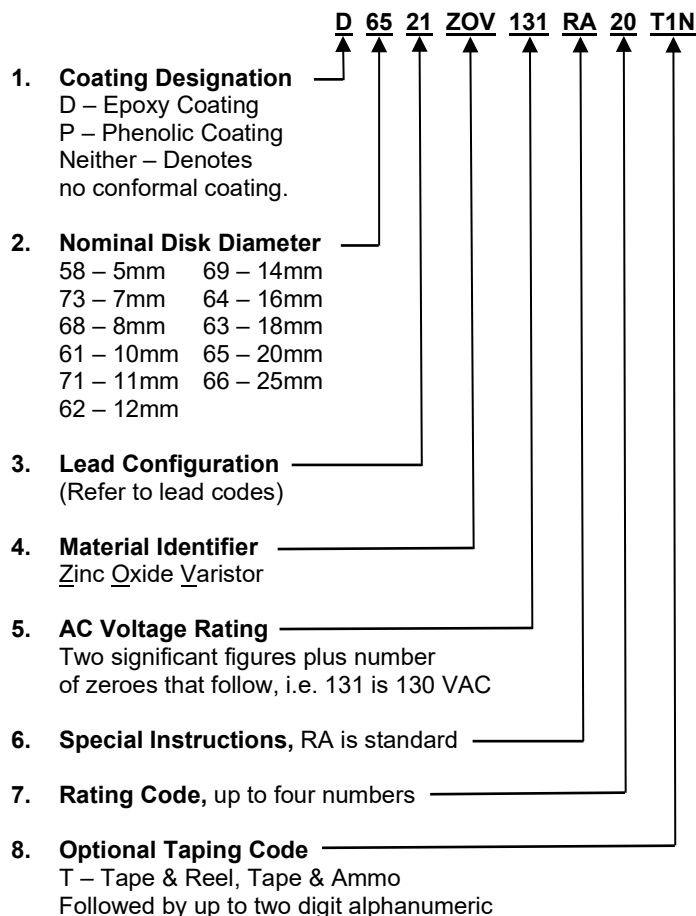 D 65 21 ZOV 131 RA 20 T1N
1. Coating Designation
D – Epoxy Coating
P – Phenolic Coating
Neither – Denotes
no conformal coating.
2. Nominal Disk Diameter
58 – 5mm 69 – 14mm
73 – 7mm 64 – 16mm
68 – 8mm 63 – 18mm
61 – 10mm 65 – 20mm
71 – 11mm 66 – 25mm
62 – 12mm
3. Lead Configuration
(Refer to lead codes)
4. Material Identifier
Zinc Oxide Varistor
5. AC Voltage Rating
Two significant figures plus number
of zeroes that follow, i.e. 131 is 130 VAC
6. Special Instructions, RA is standard
7. Rating Code, up to four numbers
8. Optional Taping Code
T – Tape & Reel, Tape & Ammo
Followed by up to two digit alphanumeric